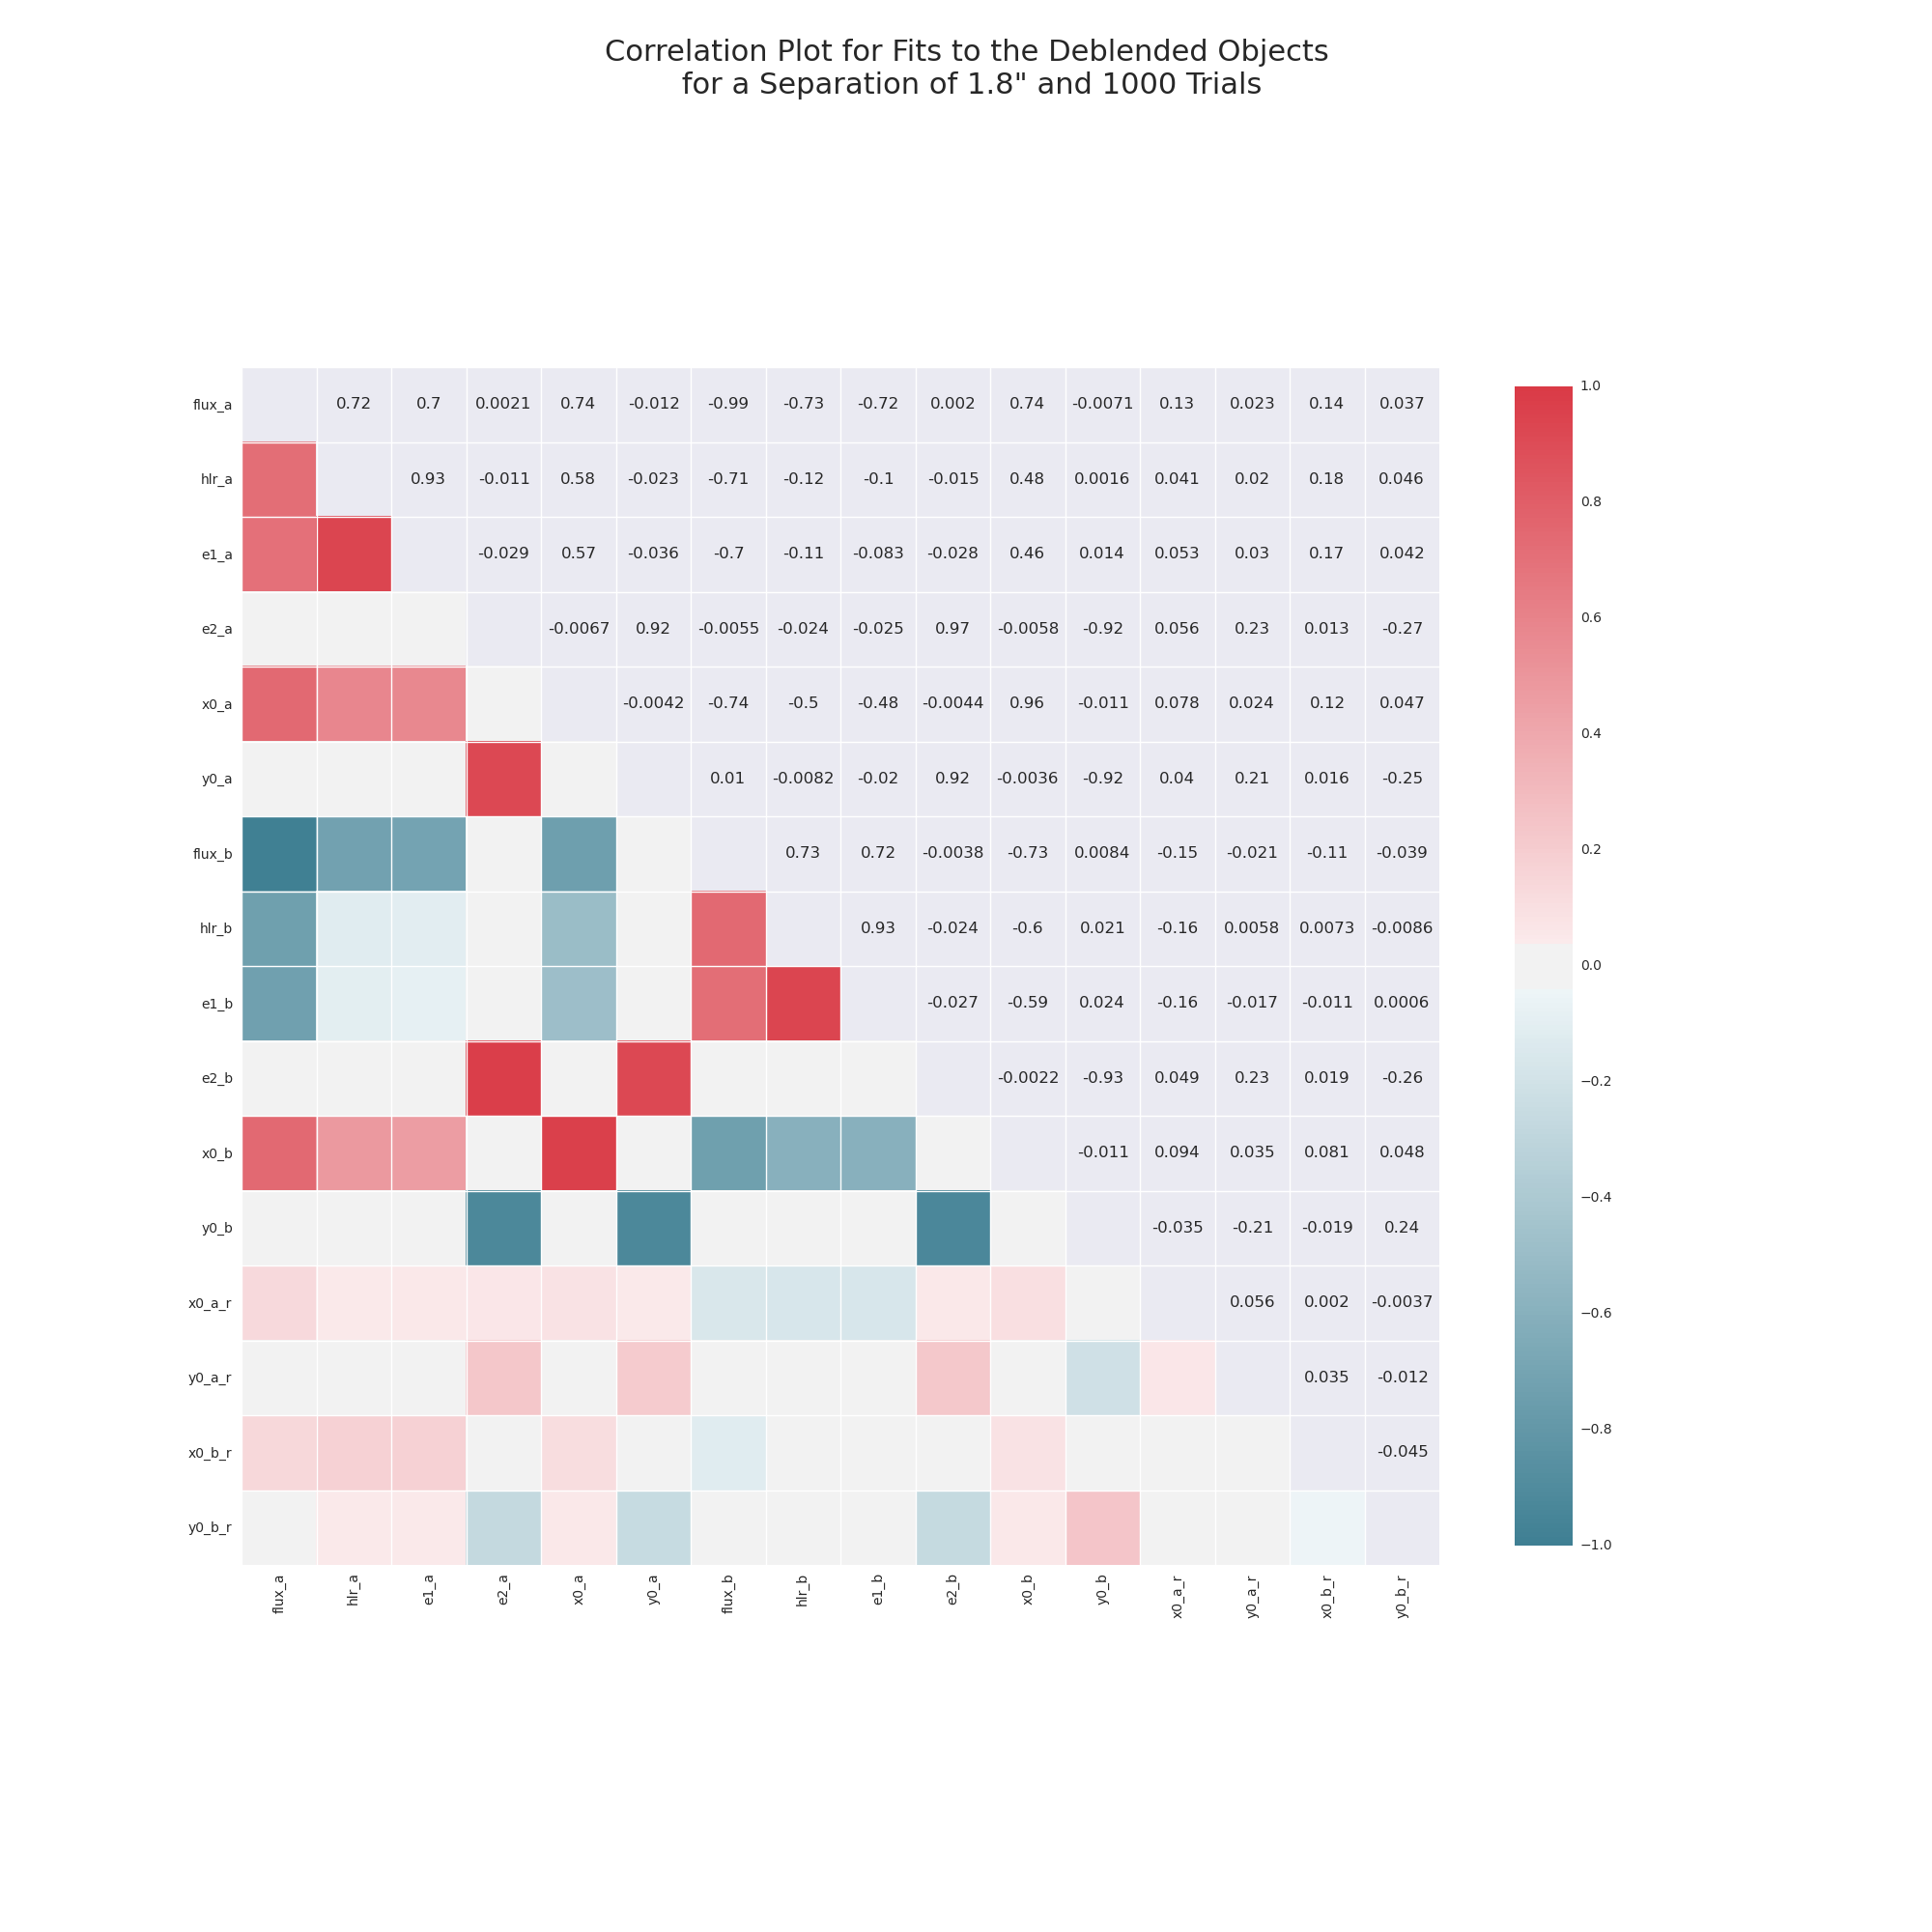 Correlation Plot for Fits to the Deblended Objects
for a Separation of 1.8" and 1000 Trials
flux_a 0.72 0.7 0.0021 0.74 -0.012 -0.99 -0.73 -0.72 0.002 0.74 -0.0071 0.13 0.023 0.14 0.037
hlr_a 0.93 -0.011 0.58 -0.023 -0.71 -0.12 -0.1 -0.015 0.48 0.0016 0.041 0.02 0.18 0.046
e1_a -0.029 0.57 -0.036 -0.7 -0.11 -0.083 -0.028 0.46 0.014 0.053 0.03 0.17 0.042
e2_a -0.0067 0.92 -0.0055 -0.024 -0.025 0.97 -0.0058 -0.92 0.056 0.23 0.013 -0.27
x0_a -0.0042 -0.74 -0.5 -0.48 -0.0044 0.96 -0.011 0.078 0.024 0.12 0.047
y0_a 0.01 -0.0082 -0.02 0.92 -0.0036 -0.92 0.04 0.21 0.016 -0.25
flux_b 0.73 0.72 -0.0038 -0.73 0.0084 -0.15 -0.021 -0.11 -0.039
hlr_b 0.93 -0.024 -0.6 0.021 -0.16 0.0058 0.0073 -0.0086
e1_b -0.027 -0.59 0.024 -0.16 -0.017 -0.011 0.0006
e2_b -0.0022 -0.93 0.049 0.23 0.019 -0.26
x0_b -0.011 0.094 0.035 0.081 0.048
y0_b -0.035 -0.21 -0.019 0.24
x0_a_r 0.056 0.002 -0.0037
y0_a_r 0.035 -0.012
x0_b_r -0.045
y0_b_r
flux_a hlr_a e1_a e2_a x0_a y0_a flux_b hlr_b e1_b e2_b x0_b y0_b x0_a_r y0_a_r x0_b_r y0_b_r
1.0
0.8
0.6
0.4
0.2
0.0
−0.2
−0.4
−0.6
−0.8
−1.0